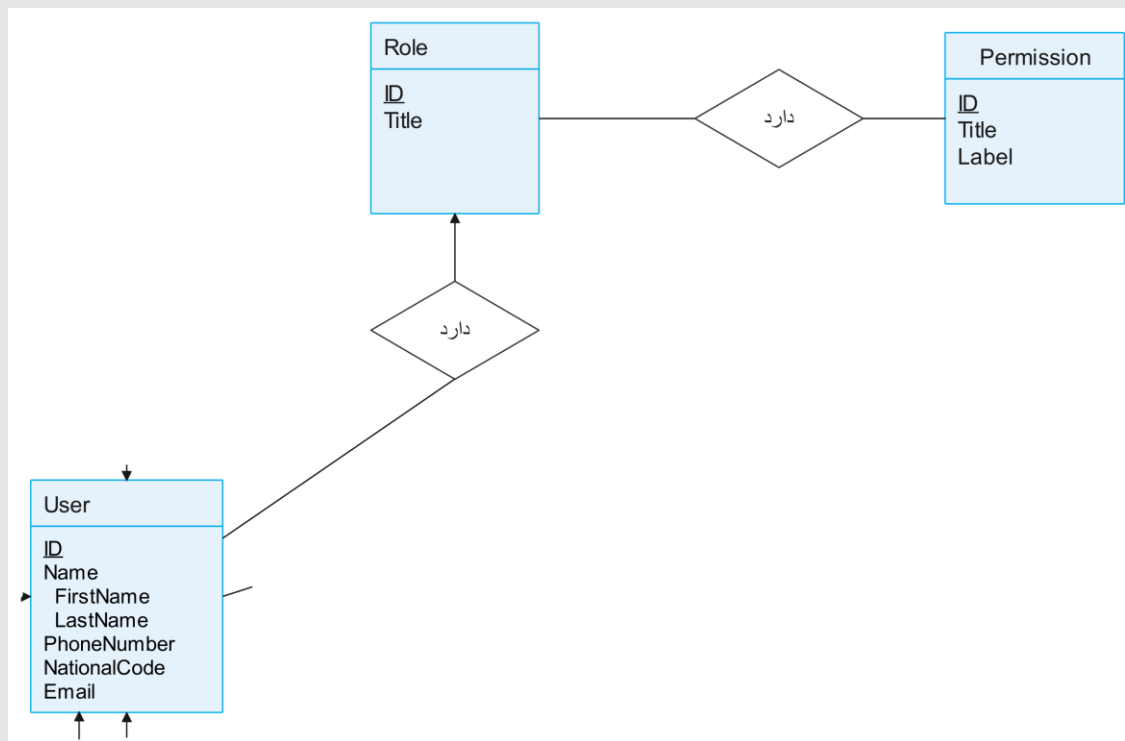 Role
ID
Title
دارد
Permission
ID
Title
Label
دارد
User
ID
Name
FirstName
LastName
PhoneNumber
NationalCode
Email